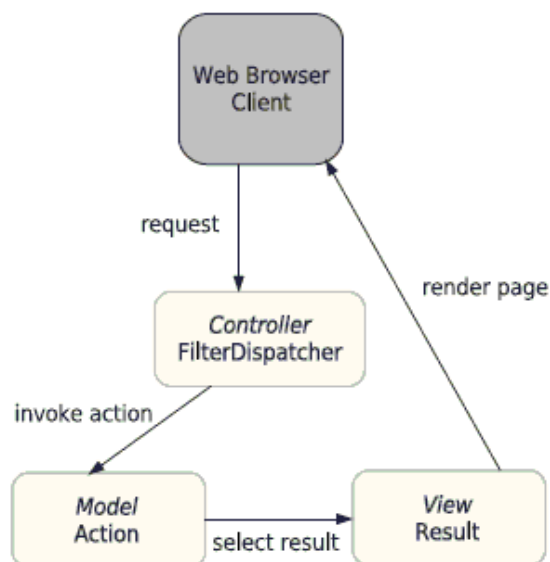 Web Browser
Client
request
render page
Controller
FilterDispatcher
invoke action
Model
Action
select result
View
Result